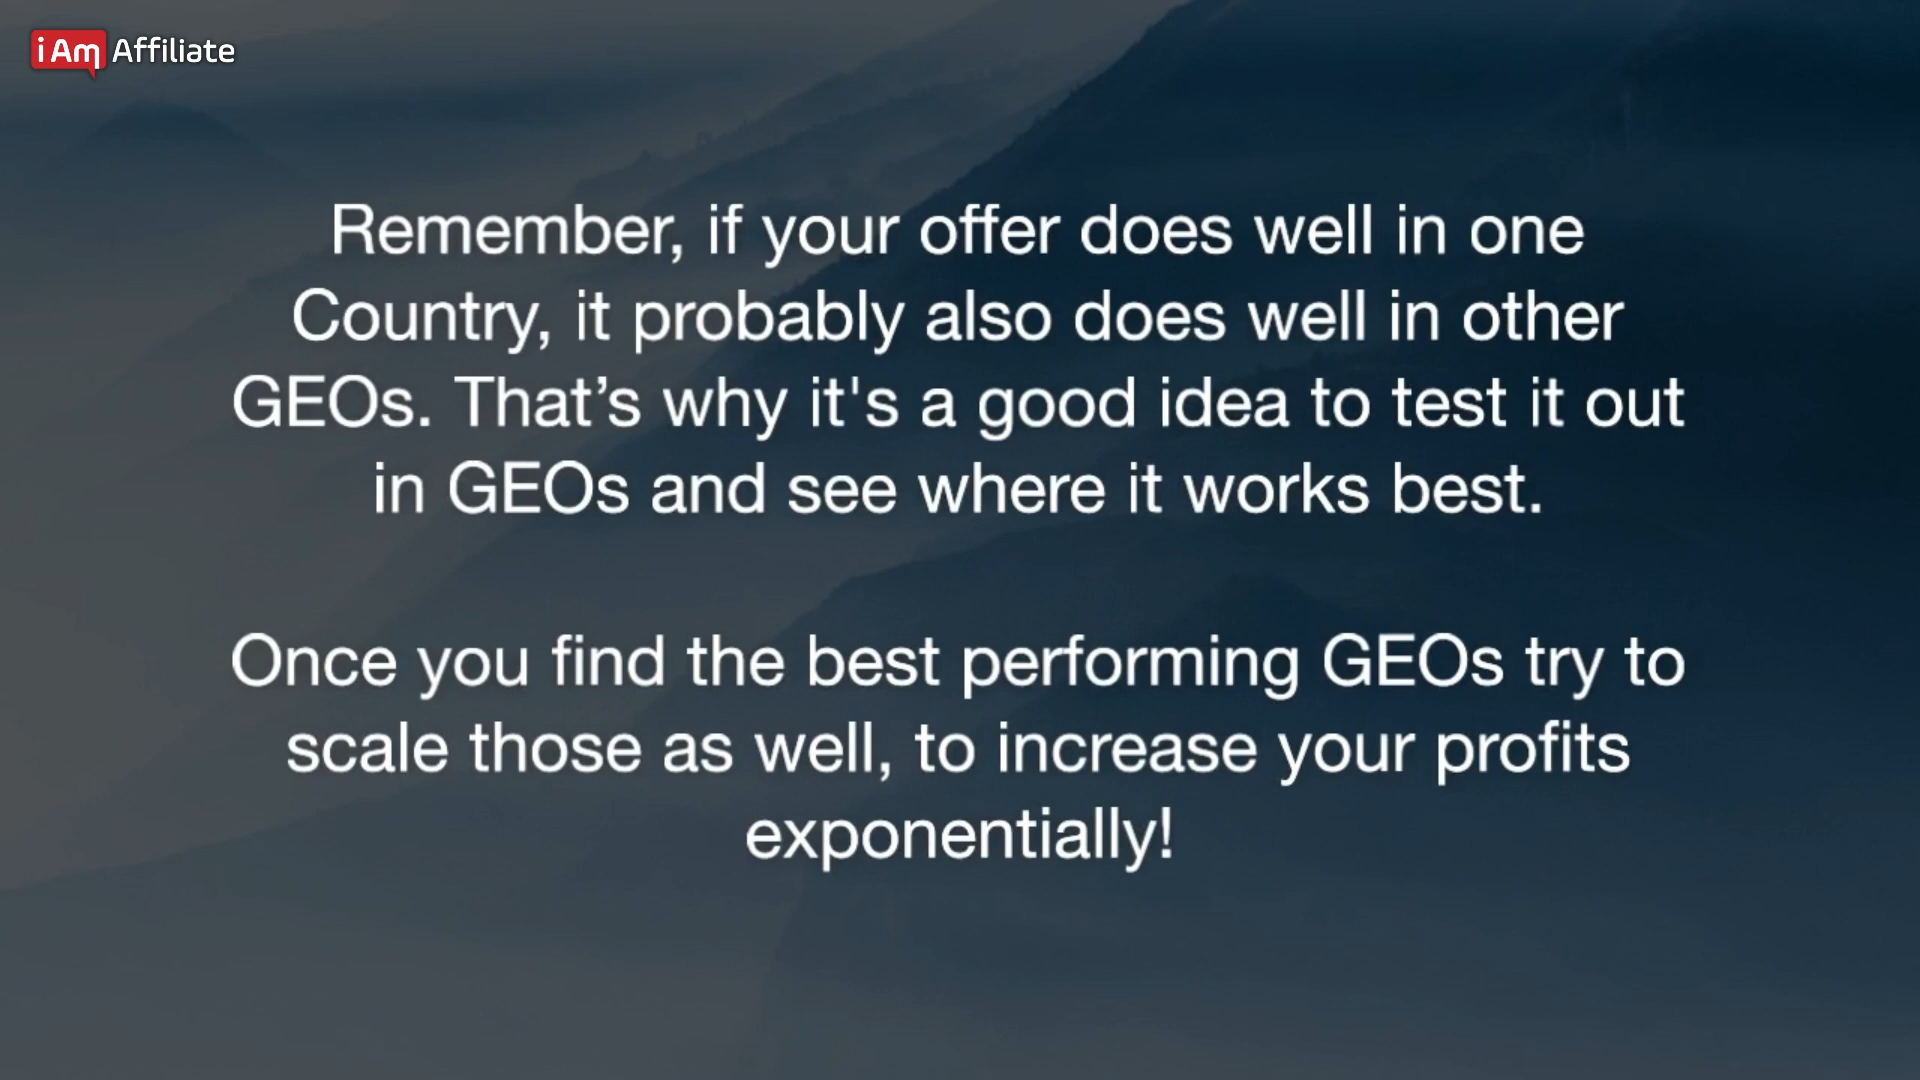 i Am Affiliate
Remember, if your offer does well in one
Country, it probably also does well in other
GEOs. That’s why it's a good idea to test it out
in GEOs and see where it works best.
Once you find the best performing GEOs try to
scale those as well, to increase your profits
exponentially!